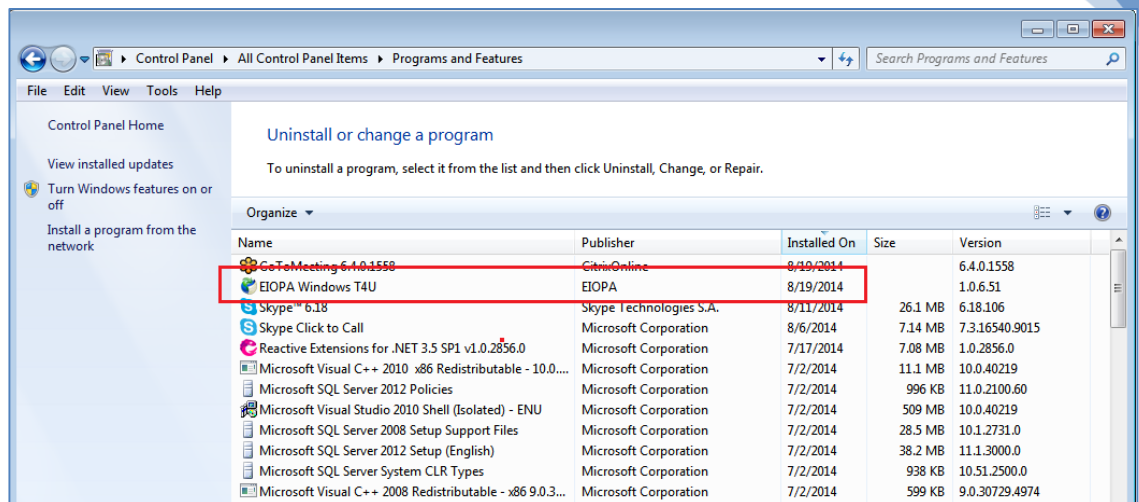 Control Panel All Control Panel Items Programs and Features Search Programs and Features
File Edit View Tools Help
Control Panel Home
View installed updates
Turn Windows features on or
off
Install a program from the
network
Uninstall or change a program
To uninstall a program, select it from the list and then click Uninstall, Change, or Repair.
Organize
Name Publisher Installed On Size Version
GoToMeeting 6.4.0.1558 CitrixOnline 8/19/2014 6.4.0.1558
EIOPA Windows T4U EIOPA 8/19/2014 1.0.6.51
Skype™ 6.18 Skype Technologies S.A. 8/11/2014 26.1 MB 6.18.106
Skype Click to Call Microsoft Corporation 8/6/2014 7.14 MB 7.3.16540.9015
Reactive Extensions for .NET 3.5 SP1 v1.0.2856.0 Microsoft Corporation 7/17/2014 7.08 MB 1.0.2856.0
Microsoft Visual C++ 2010 x86 Redistributable - 10.0.... Microsoft Corporation 7/2/2014 11.1 MB 10.0.40219
Microsoft SQL Server 2012 Policies Microsoft Corporation 7/2/2014 996 KB 11.0.2100.60
Microsoft Visual Studio 2010 Shell (Isolated) - ENU Microsoft Corporation 7/2/2014 509 MB 10.0.40219
Microsoft SQL Server 2008 Setup Support Files Microsoft Corporation 7/2/2014 28.5 MB 10.1.2731.0
Microsoft SQL Server 2012 Setup (English) Microsoft Corporation 7/2/2014 38.2 MB 11.1.3000.0
Microsoft SQL Server System CLR Types Microsoft Corporation 7/2/2014 938 KB 10.51.2500.0
Microsoft Visual C++ 2008 Redistributable - x86 9.0.3... Microsoft Corporation 7/2/2014 599 KB 9.0.30729.4974